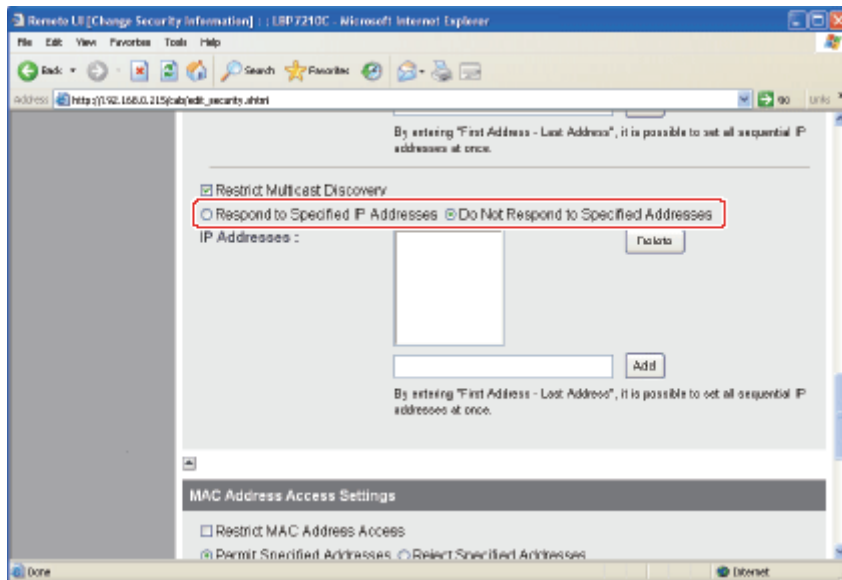 Remote UI [Change Security Information] : : LBP7210C - Microsoft Internet Explorer
File Edit View Favorites Tools Help
Back Search Favorites
Address http://192.168.0.215/cab/edit_security.shtml Go Links
By entering "First Address - Last Address", it is possible to set all sequential IP
addresses at once.
Restrict Multicast Discovery
Respond to Specified IP Addresses Do Not Respond to Specified Addresses
IP Addresses : Delete
Add
By entering "First Address - Last Address", it is possible to set all sequential IP
addresses at once.
MAC Address Access Settings
Restrict MAC Address Access
Permit Specified Addresses Reject Specified Addresses
Done Internet